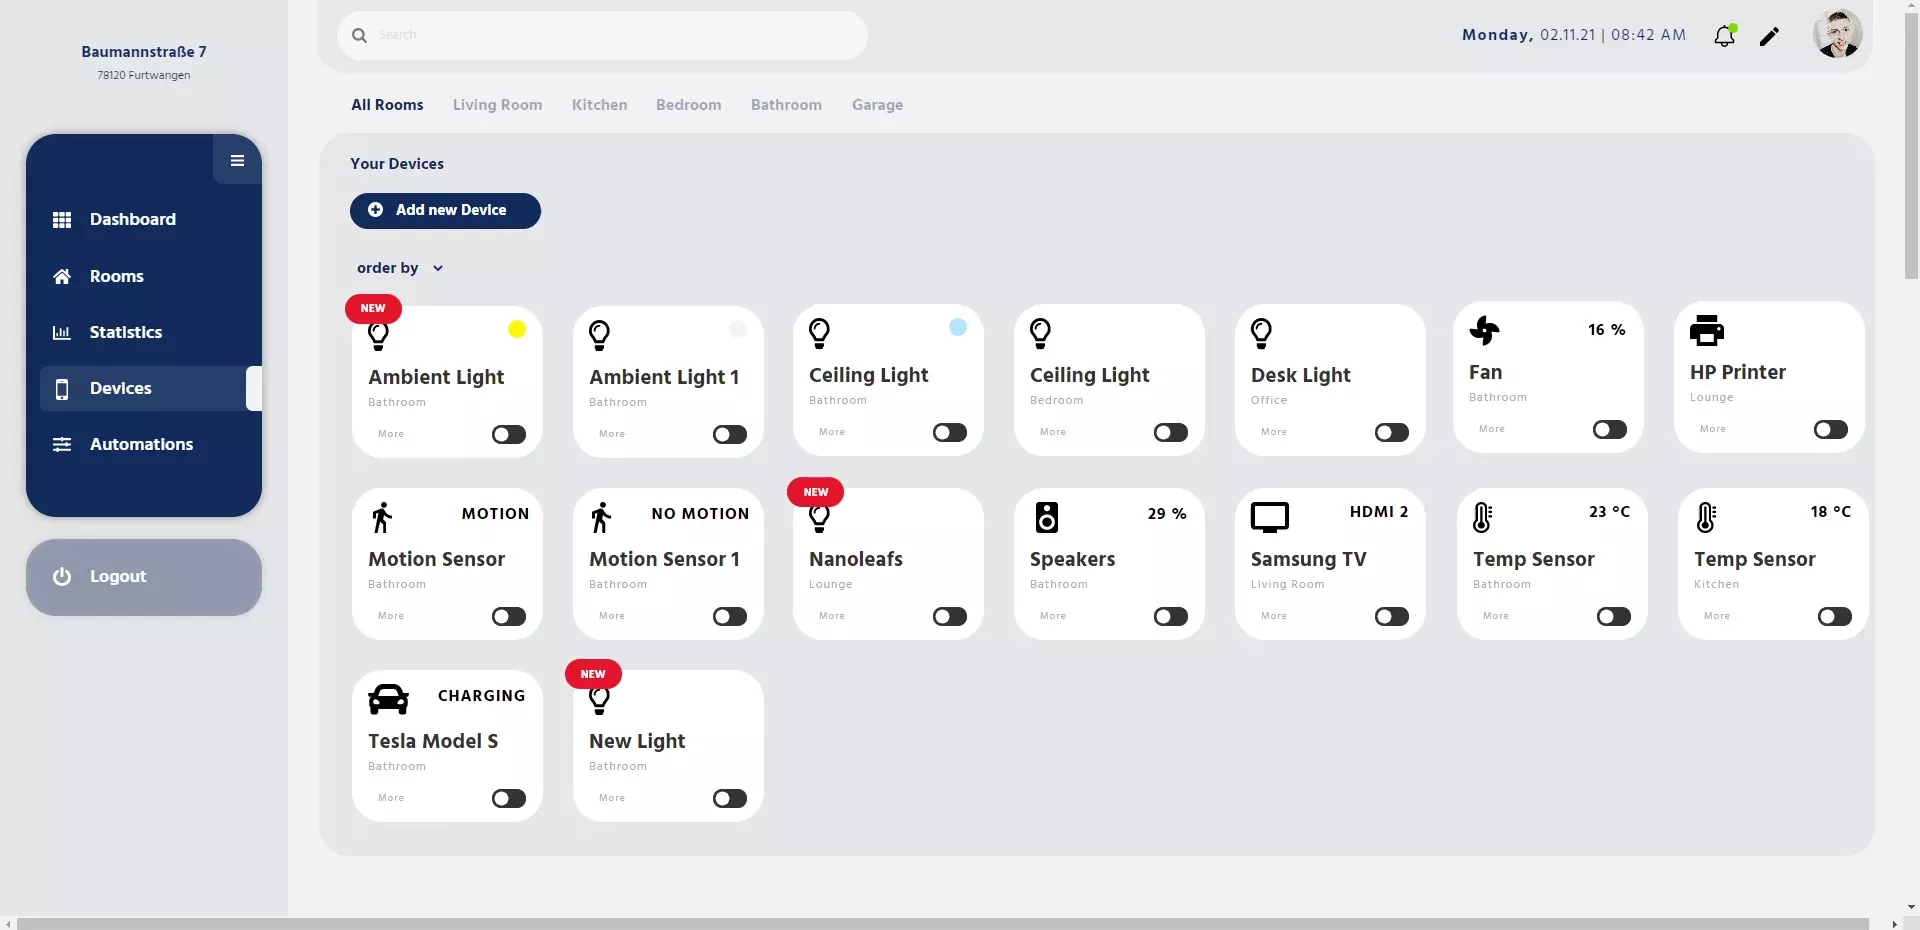 Baumannstraße 7
78120 Furtwangen
Dashboard
Rooms
Statistics
Devices
Automations
Logout
Search
Monday, 02.11.21 | 08:42 AM
All Rooms Living Room Kitchen Bedroom Bathroom Garage
Your Devices
Add new Device
order by
NEW
Ambient Light
Bathroom
More
Ambient Light 1
Bathroom
More
Ceiling Light
Bathroom
More
Ceiling Light
Bedroom
More
Desk Light
Office
More
16 %
Fan
Bathroom
More
HP Printer
Lounge
More
MOTION
Motion Sensor
Bathroom
More
NO MOTION
Motion Sensor 1
Bathroom
More
NEW
Nanoleafs
Lounge
More
29 %
Speakers
Bathroom
More
HDMI 2
Samsung TV
Living Room
More
23 °C
Temp Sensor
Bathroom
More
18 °C
Temp Sensor
Kitchen
More
CHARGING
Tesla Model S
Bathroom
More
NEW
New Light
Bathroom
More